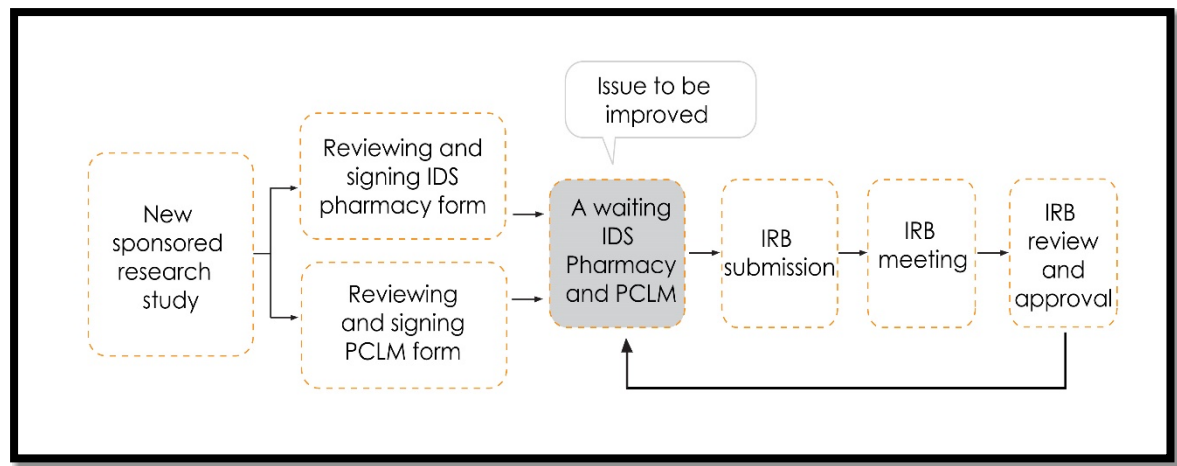 Issue to be
improved
New
sponsored
research
study
Reviewing and
signing IDS
pharmacy form
Reviewing
and signing
PCLM form
A waiting
IDS
Pharmacy
and PCLM
IRB
submission
IRB
meeting
IRB
review
and
approval